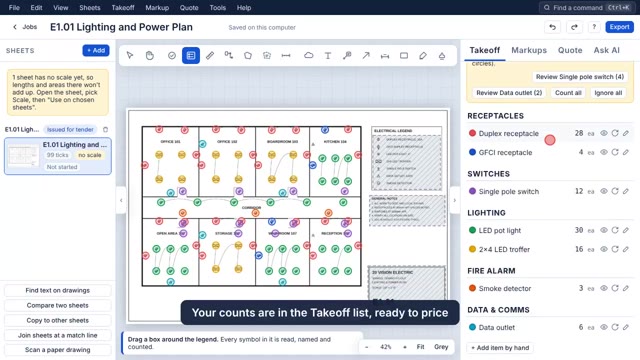 File Edit View Sheets Takeoff Markup Quote Tools Help
Find a command Ctrl+K
Jobs E1.01 Lighting and Power Plan Saved on this computer
Export
SHEETS
+ Add
1 sheet has no scale yet, so
lengths and areas there won't
add up. Open the sheet, pick
Scale, then "Use on chosen
sheets".
E1.01 Ligh... Issued for tender
E1.01 Lighting and ...
99 ticks no scale
Not started
Find text on drawings
Compare two sheets
Copy to other sheets
Join sheets at a match line
Scan a paper drawing
OFFICE 101
OFFICE 102
BOARDROOM 103
KITCHEN 104
CORRIDOR
OPEN AREA
STORAGE
RECEPTION
ELECTRICAL LEGEND
GENERAL NOTES
3D VISION ELECTRIC
Your counts are in the Takeoff list, ready to price
Drag a box around the legend. Every symbol in it is read, named and
counted.
− 42% + Fit Grey
Takeoff Markups Quote Ask AI
circles).
Review Single pole switch (4)
Review Data outlet (2) Count all Ignore all
RECEPTACLES
Duplex receptacle 28 ea
GFCI receptacle 4 ea
SWITCHES
Single pole switch 12 ea
LIGHTING
LED pot light 30 ea
2×4 LED troffer 16 ea
FIRE ALARM
Smoke detector 3 ea
DATA & COMMS
Data outlet 6 ea
+ Add item by hand